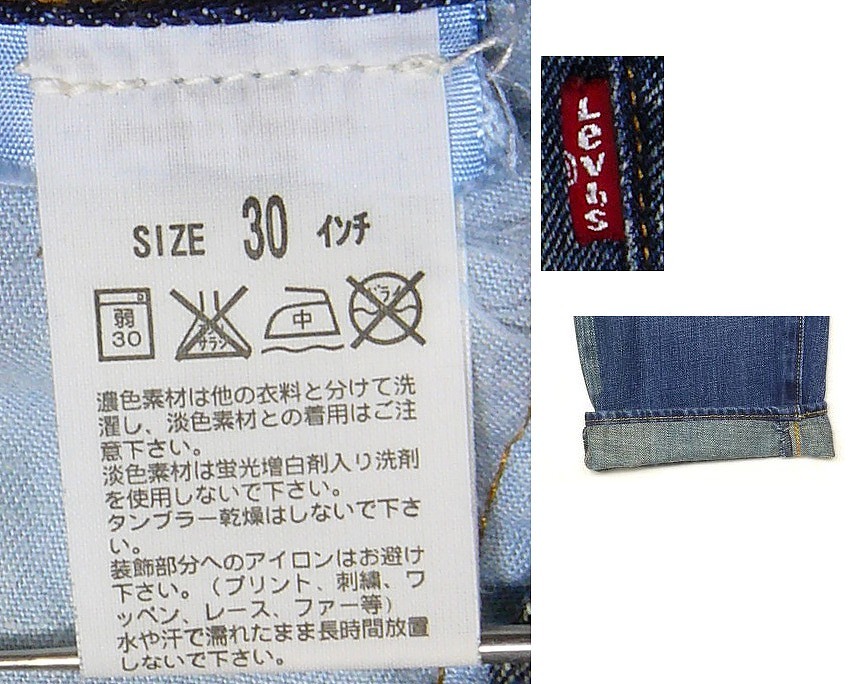 SIZE 30 インチ
弱 30 サラシ 中 ドライ
濃色素材は他の衣料と分けて洗
濯し、淡色素材との着用はご注
意下さい。
淡色素材は蛍光増白剤入り洗剤
を使用しないで下さい。
タンブラー乾燥はしないで下さ
い。
装飾部分へのアイロンはお避け
下さい。（プリント、刺繍、ワ
ッペン、レース、ファー等）
水や汗で濡れたまま長時間放置
しないで下さい。
Levi's
®